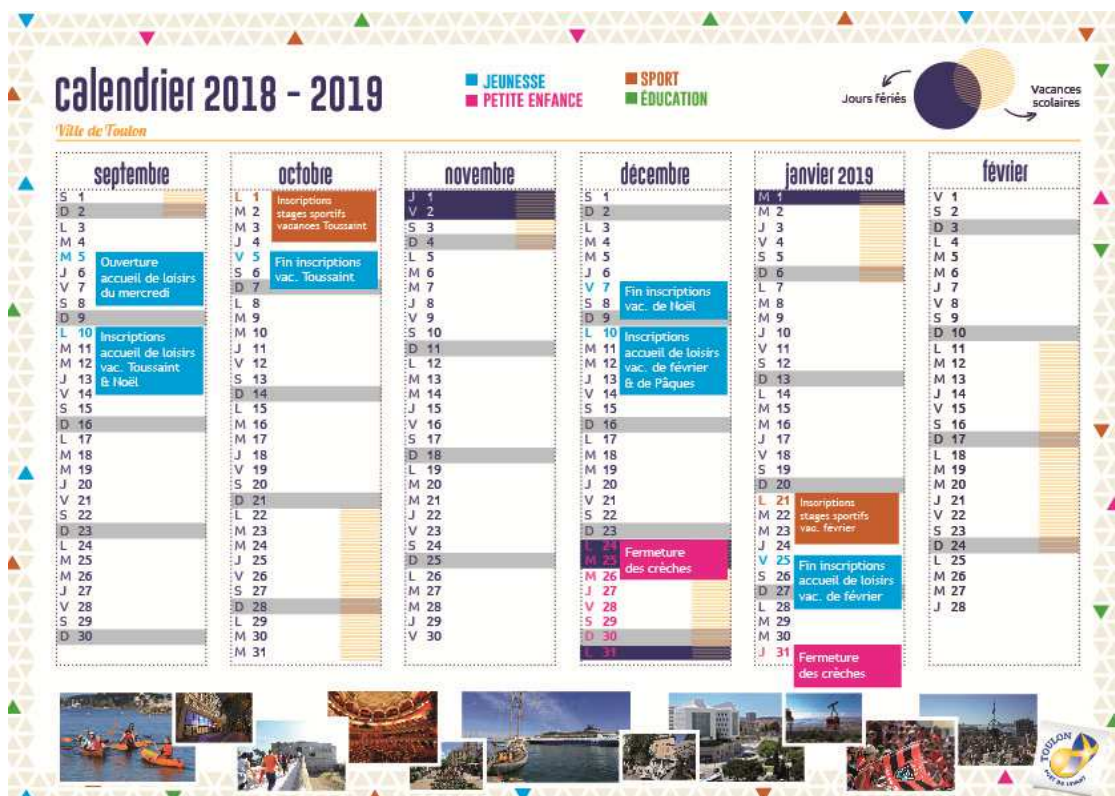 calendrier 2018 - 2019
Ville de Toulon
JEUNESSE
PETITE ENFANCE
SPORT
ÉDUCATION
Jours fériés
Vacances
scolaires
septembre
S 1
D 2
L 3
M 4
M 5
J 6
V 7
S 8
D 9
L 10
M 11
M 12
J 13
V 14
S 15
D 16
L 17
M 18
M 19
J 20
V 21
S 22
D 23
L 24
M 25
M 26
J 27
V 28
S 29
D 30
Ouverture
accueil de loisirs
du mercredi
Inscriptions
accueil de loisirs
vac. Toussaint
& Noël
octobre
L 1
M 2
M 3
J 4
V 5
S 6
D 7
L 8
M 9
M 10
J 11
V 12
S 13
D 14
L 15
M 16
M 17
J 18
V 19
S 20
D 21
L 22
M 23
M 24
J 25
V 26
S 27
D 28
L 29
M 30
M 31
Inscriptions
stages sportifs
vacances Toussaint
Fin inscriptions
vac. Toussaint
novembre
J 1
V 2
S 3
D 4
L 5
M 6
M 7
J 8
V 9
S 10
D 11
L 12
M 13
M 14
J 15
V 16
S 17
D 18
L 19
M 20
M 21
J 22
V 23
S 24
D 25
L 26
M 27
M 28
J 29
V 30
décembre
S 1
D 2
L 3
M 4
M 5
J 6
V 7
S 8
D 9
L 10
M 11
M 12
J 13
V 14
S 15
D 16
L 17
M 18
M 19
J 20
V 21
S 22
D 23
L 24
M 25
M 26
J 27
V 28
S 29
D 30
L 31
Fin inscriptions
vac. de Noël
Inscriptions
accueil de loisirs
vac. de février
& de Pâques
Fermeture
des crèches
janvier 2019
M 1
M 2
J 3
V 4
S 5
D 6
L 7
M 8
M 9
J 10
V 11
S 12
D 13
L 14
M 15
M 16
J 17
V 18
S 19
D 20
L 21
M 22
M 23
J 24
V 25
S 26
D 27
L 28
M 29
M 30
J 31
Inscriptions
stages sportifs
vac. février
Fin inscriptions
accueil de loisirs
vac. de février
Fermeture
des crèches
février
V 1
S 2
D 3
L 4
M 5
M 6
J 7
V 8
S 9
D 10
L 11
M 12
M 13
J 14
V 15
S 16
D 17
L 18
M 19
M 20
J 21
V 22
S 23
D 24
L 25
M 26
M 27
J 28
TOULON
PORT DU LEVANT